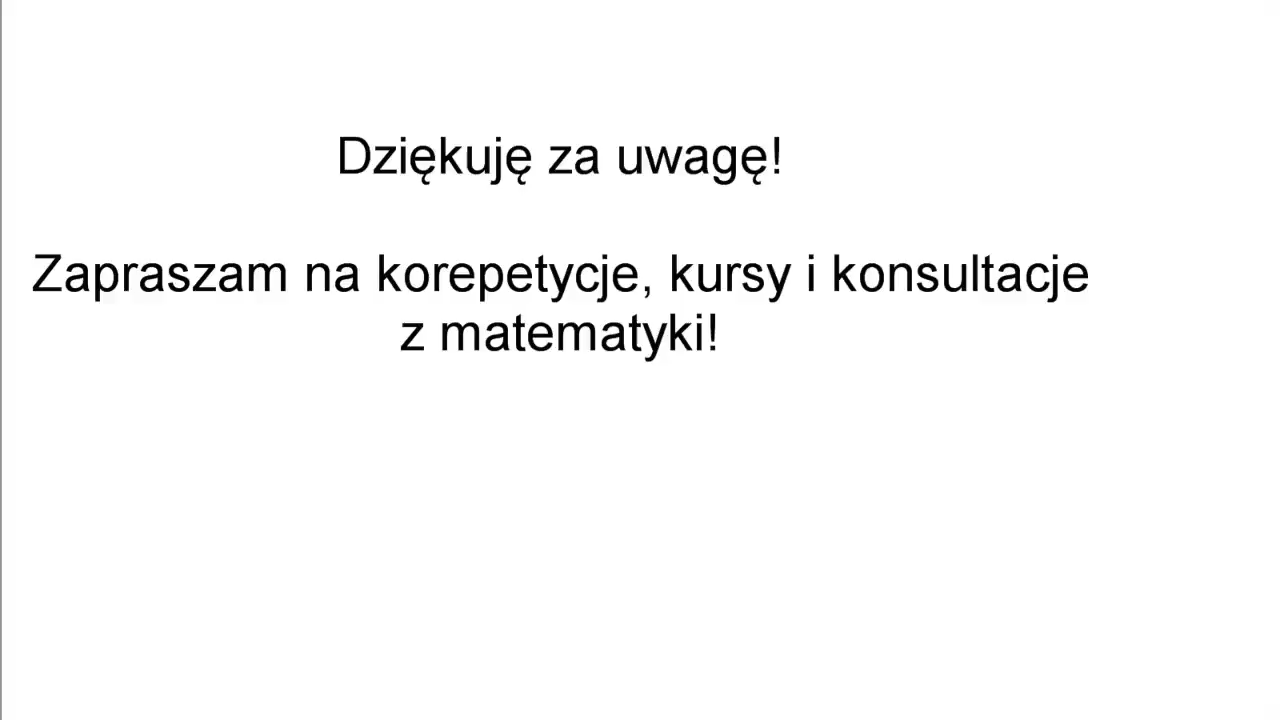 Dziękuję za uwagę!
Zapraszam na korepetycje, kursy i konsultacje
z matematyki!